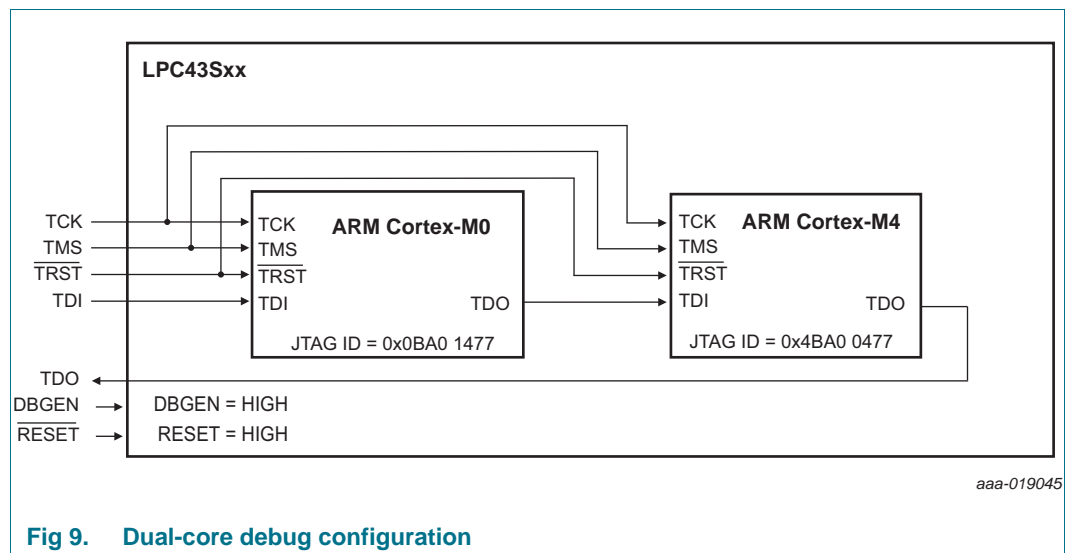 LPC43Sxx
TCK
TMS
TRST
TDI
TCK
TMS
TRST
TDI
ARM Cortex-M0
TDO
JTAG ID = 0x0BA0 1477
TCK
TMS
TRST
TDI
ARM Cortex-M4
TDO
JTAG ID = 0x4BA0 0477
TDO
DBGEN
RESET
DBGEN = HIGH
RESET = HIGH
aaa-019045
Fig 9. Dual-core debug configuration